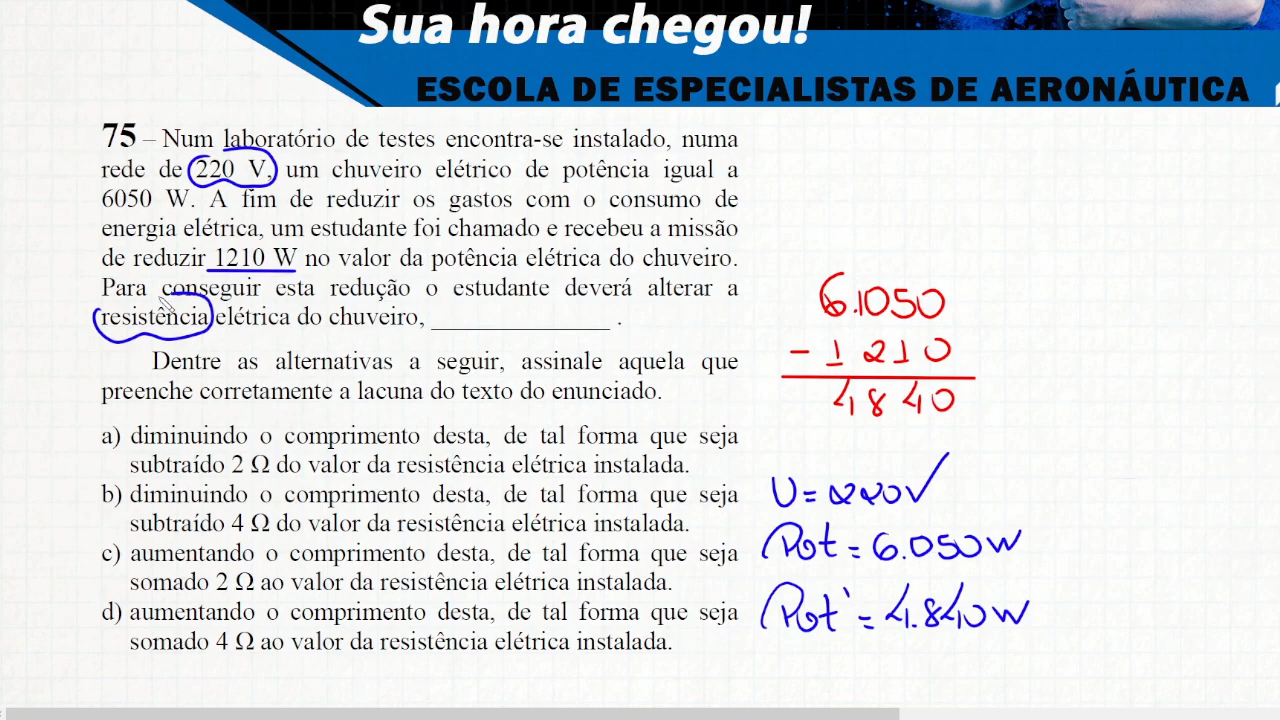 Sua hora chegou!
ESCOLA DE ESPECIALISTAS DE AERONÁUTICA
75 – Num laboratório de testes encontra-se instalado, numa
rede de 220 V, um chuveiro elétrico de potência igual a
6050 W. A fim de reduzir os gastos com o consumo de
energia elétrica, um estudante foi chamado e recebeu a missão
de reduzir 1210 W no valor da potência elétrica do chuveiro.
Para conseguir esta redução o estudante deverá alterar a
resistência elétrica do chuveiro, ______________ .
Dentre as alternativas a seguir, assinale aquela que
preenche corretamente a lacuna do texto do enunciado.
a) diminuindo o comprimento desta, de tal forma que seja
subtraído 2 Ω do valor da resistência elétrica instalada.
b) diminuindo o comprimento desta, de tal forma que seja
subtraído 4 Ω do valor da resistência elétrica instalada.
c) aumentando o comprimento desta, de tal forma que seja
somado 2 Ω ao valor da resistência elétrica instalada.
d) aumentando o comprimento desta, de tal forma que seja
somado 4 Ω ao valor da resistência elétrica instalada.
6.1050
- 1210
4840
U = 220V
Pot = 6.050W
Pot' = 4.840W